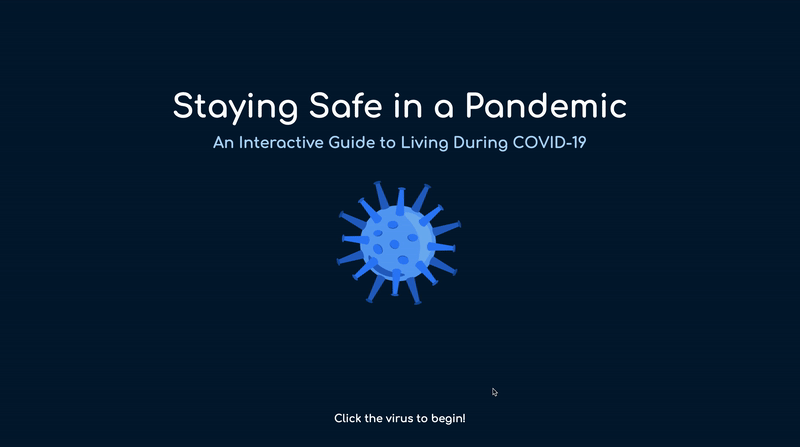 Staying Safe in a Pandemic
An Interactive Guide to Living During COVID-19
Click the virus to begin!